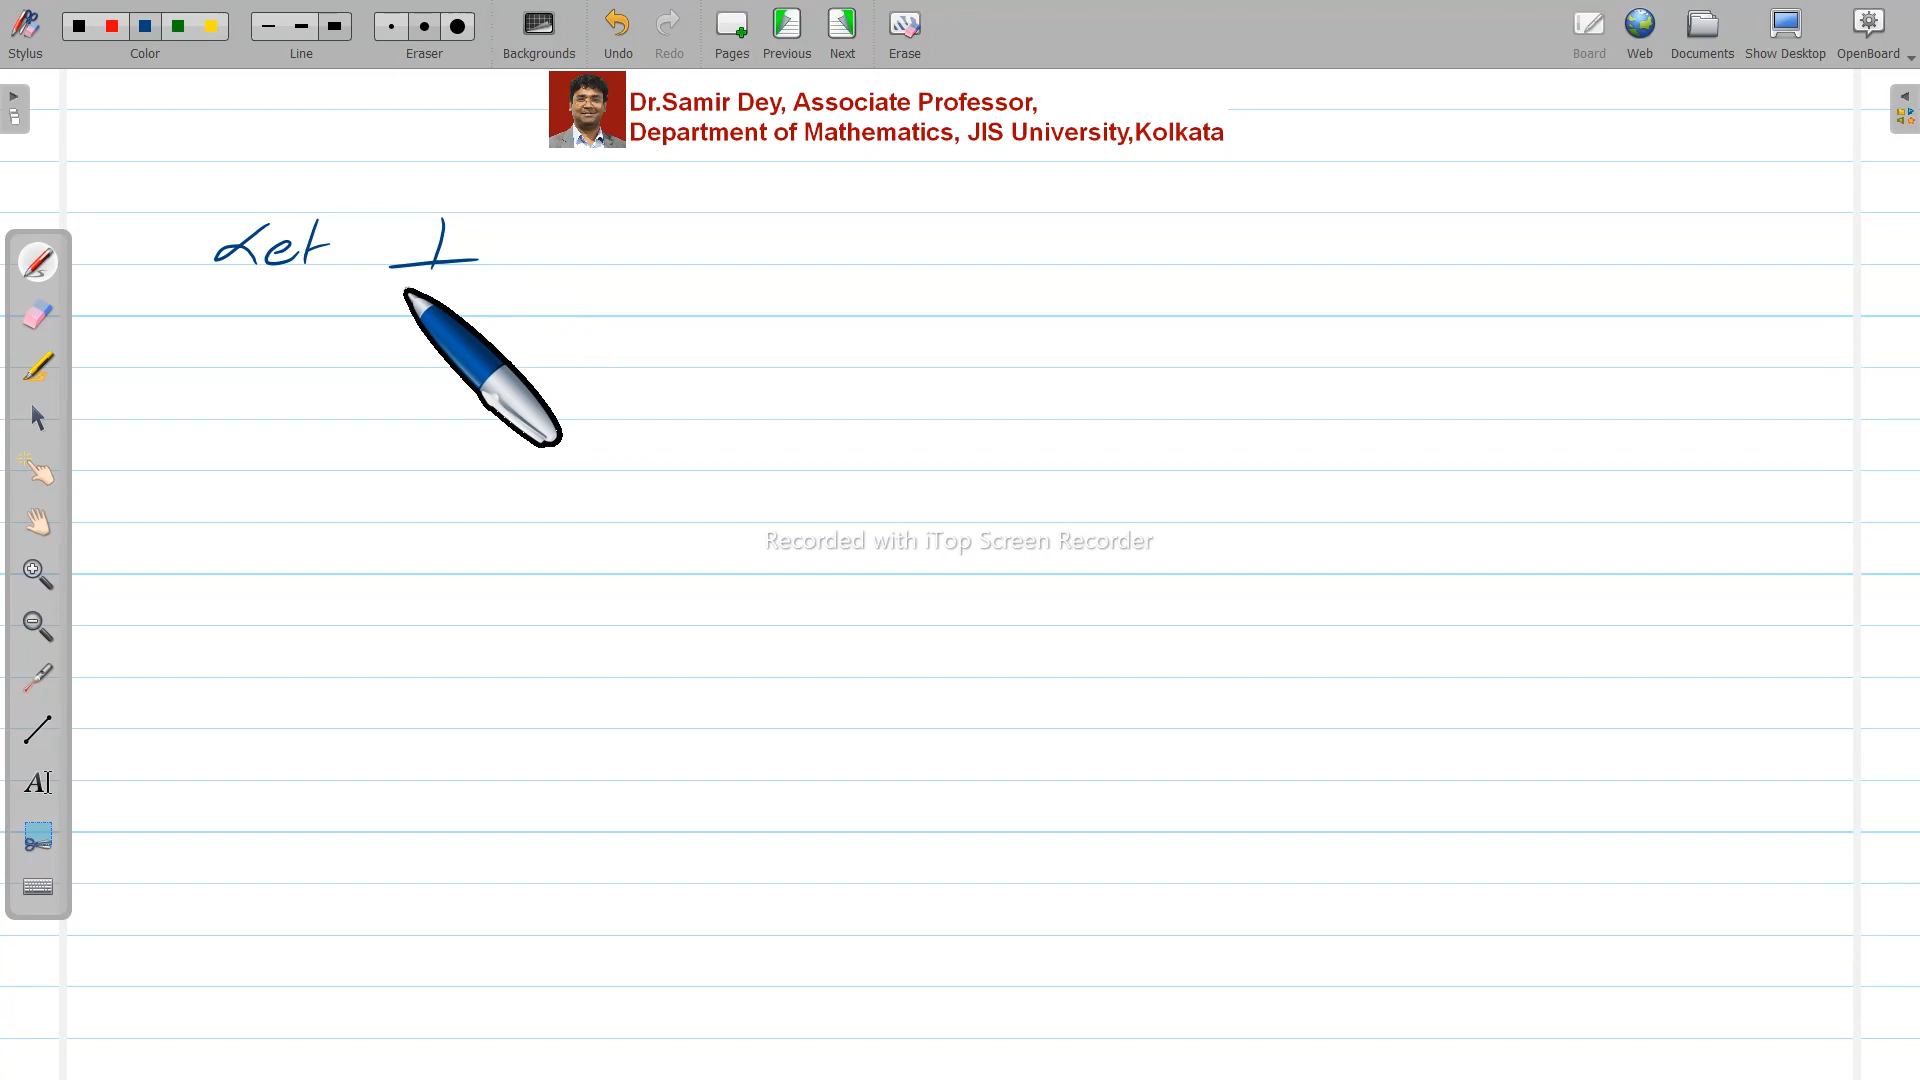 Stylus
Color
Line
Eraser
Backgrounds
Undo
Redo
Pages
Previous
Next
Erase
Board
Web
Documents
Show Desktop
OpenBoard
Dr.Samir Dey, Associate Professor,
Department of Mathematics, JIS University,Kolkata
Let 1
Recorded with iTop Screen Recorder